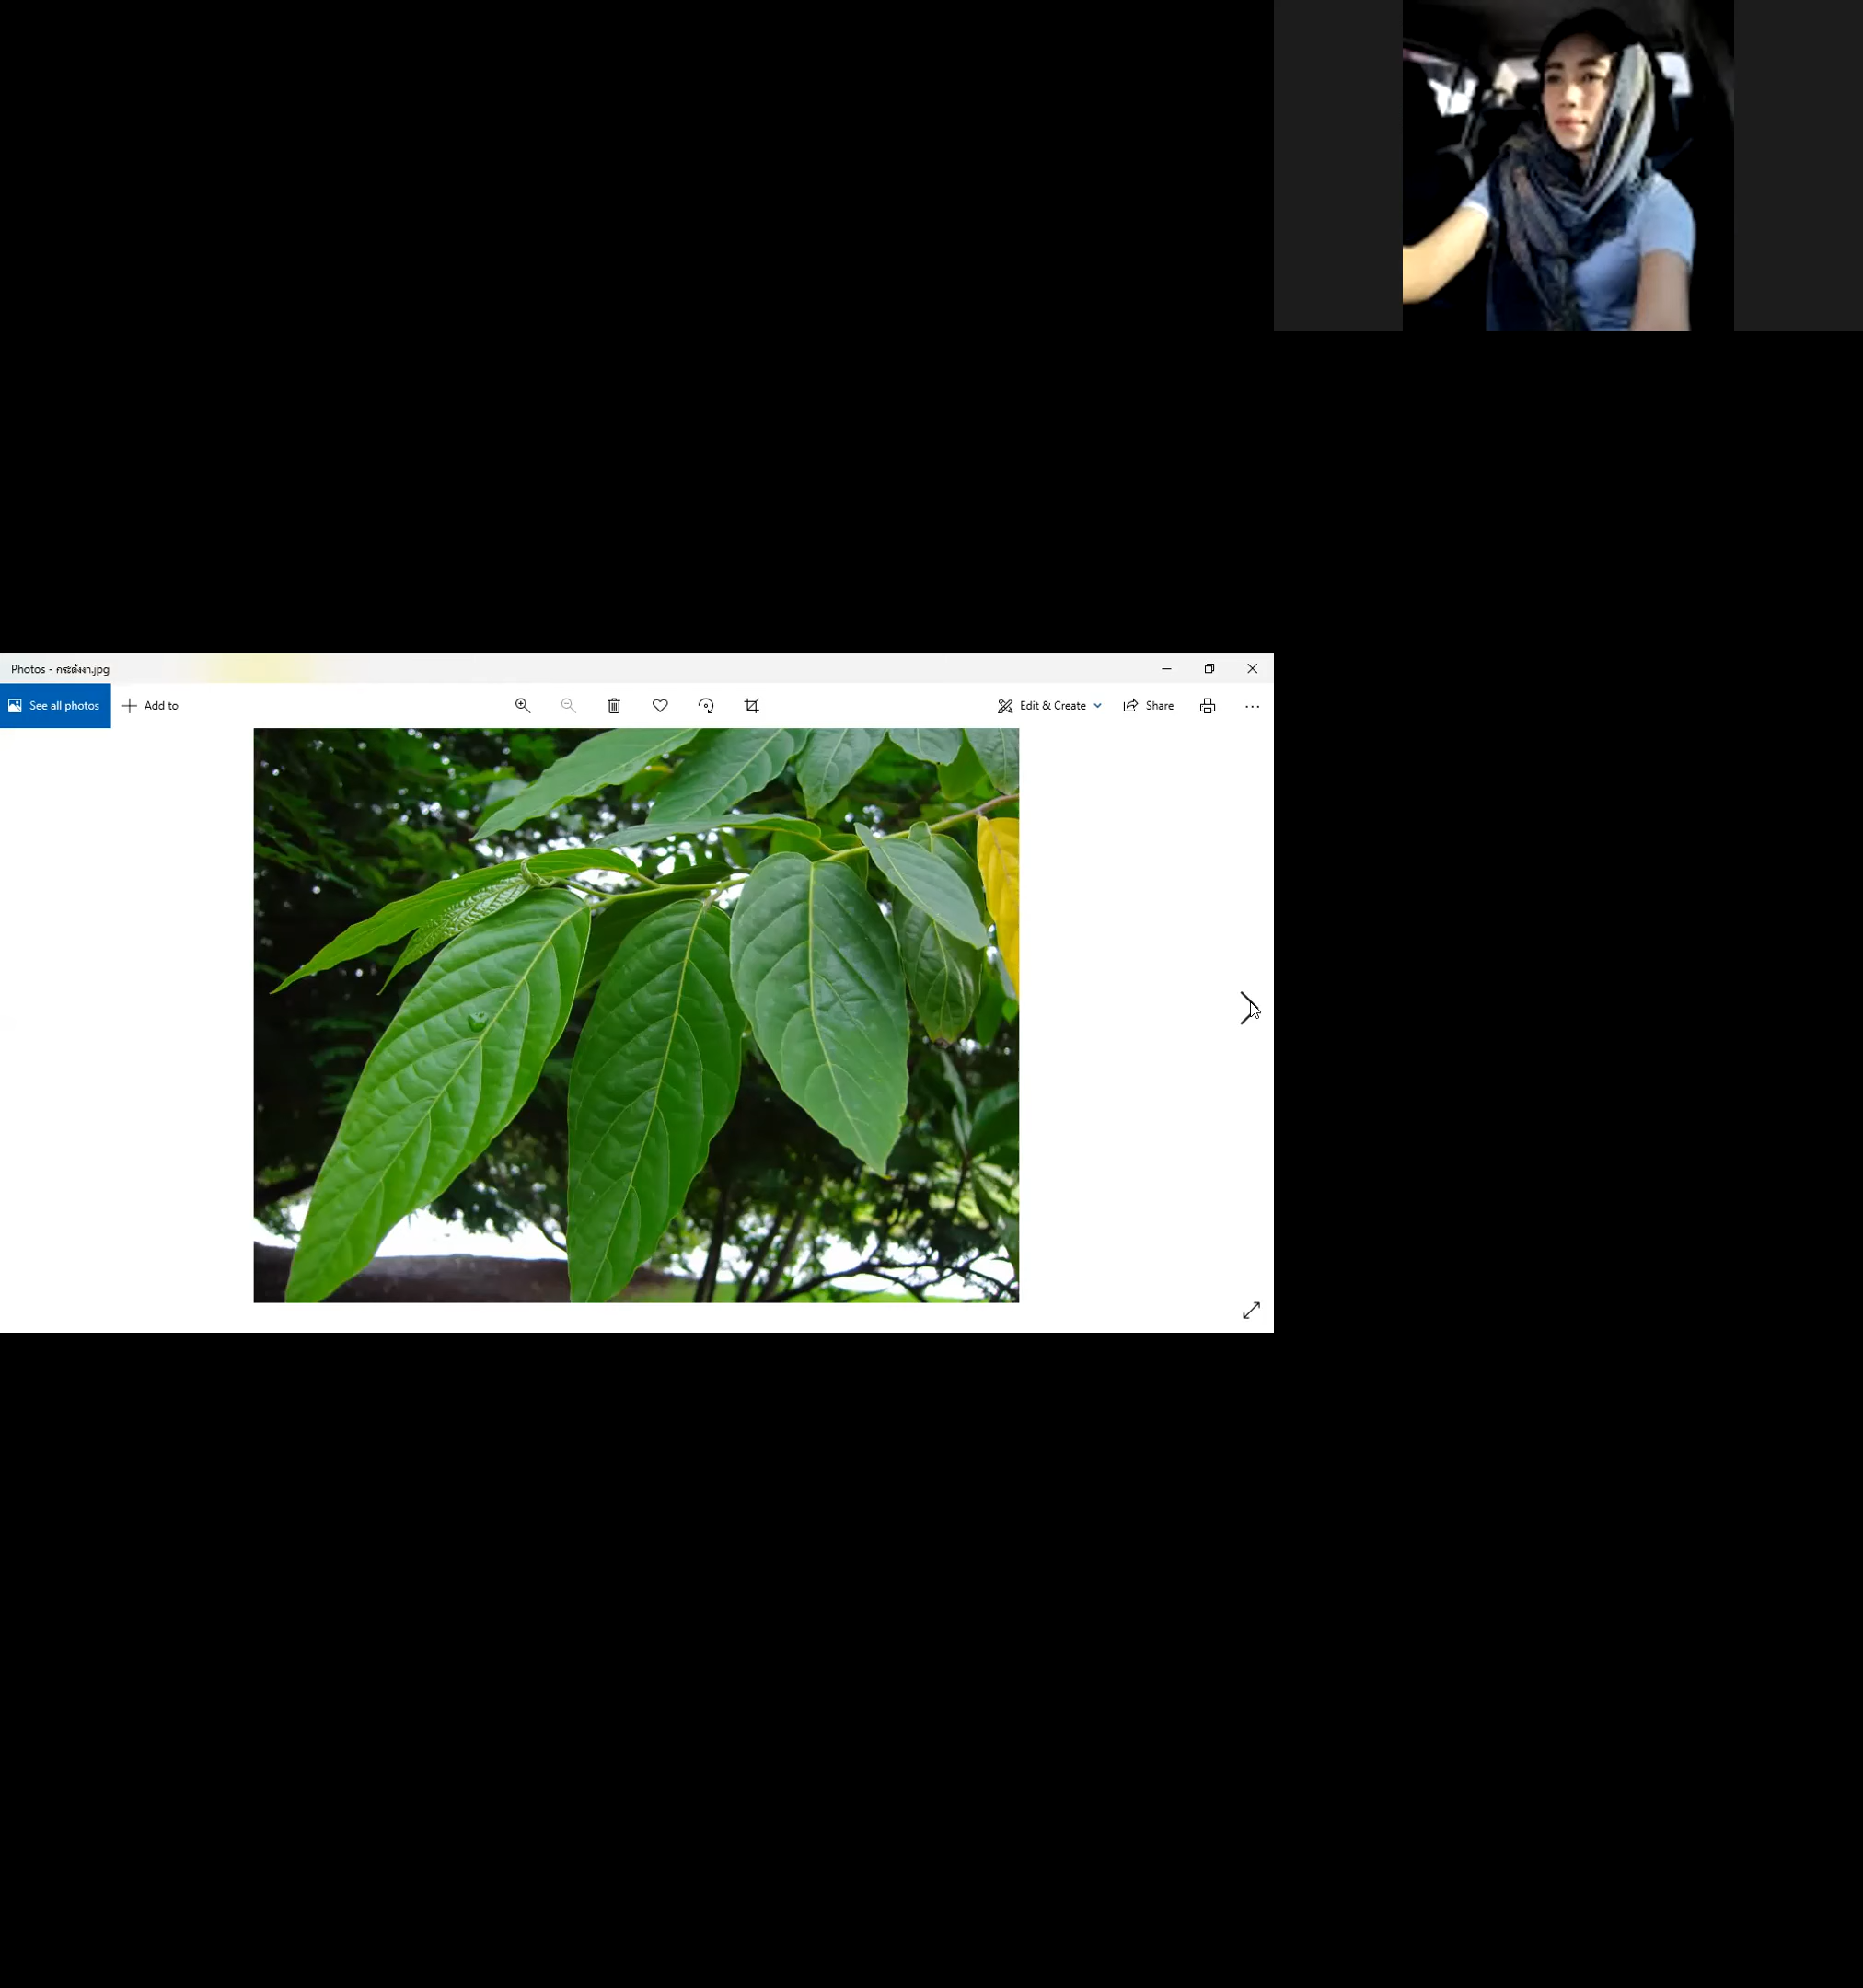 Photos - กระดังงา.jpg
See all photos
Add to
Edit & Create
Share